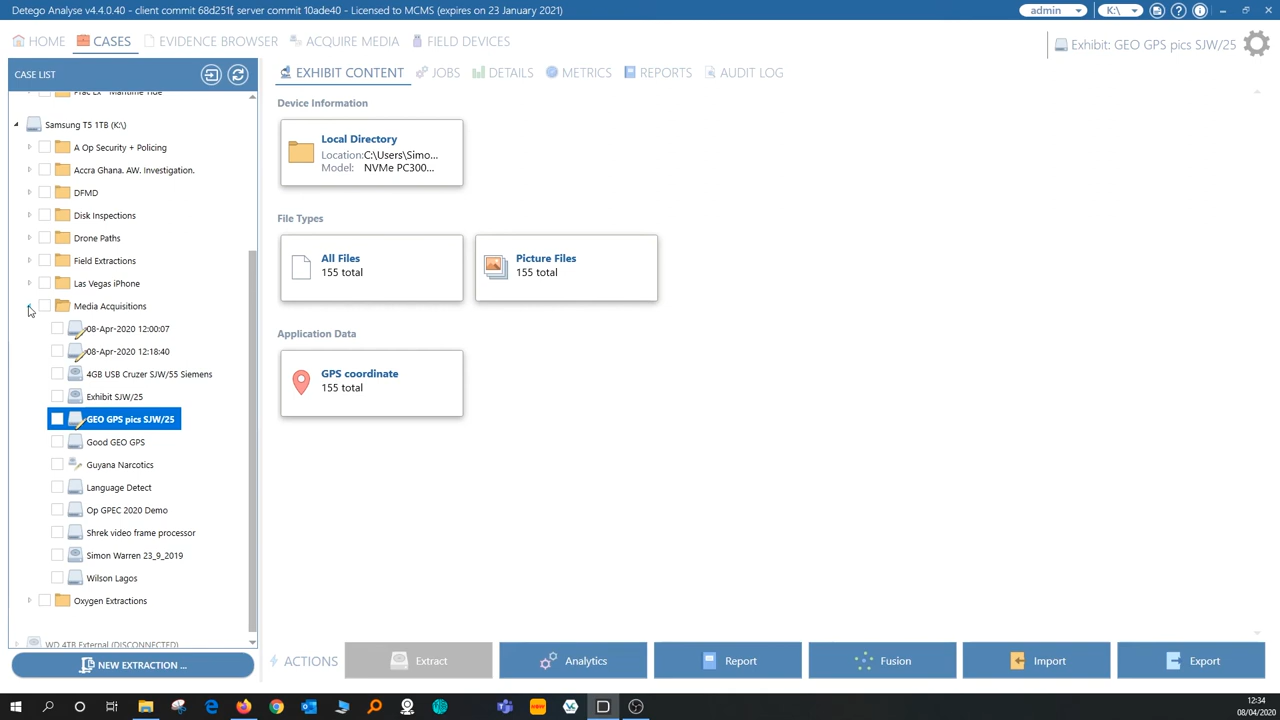 Detego Analyse v4.4.0.40 - client commit 68d251f, server commit 10ade40 - Licensed to MCMS (expires on 23 January 2021)
admin
K:\
HOME
CASES
EVIDENCE BROWSER
ACQUIRE MEDIA
FIELD DEVICES
Exhibit: GEO GPS pics SJW/25
CASE LIST
Prac Ex - Maritime Tide
Samsung T5 1TB (K:\)
A Op Security + Policing
Accra Ghana. AW. Investigation.
DFMD
Disk Inspections
Drone Paths
Field Extractions
Las Vegas iPhone
Media Acquisitions
08-Apr-2020 12:00:07
08-Apr-2020 12:18:40
4GB USB Cruzer SJW/55 Siemens
Exhibit SJW/25
GEO GPS pics SJW/25
Good GEO GPS
Guyana Narcotics
Language Detect
Op GPEC 2020 Demo
Shrek video frame processor
Simon Warren 23_9_2019
Wilson Lagos
Oxygen Extractions
WD 4TB External (DISCONNECTED)
NEW EXTRACTION ...
EXHIBIT CONTENT
JOBS
DETAILS
METRICS
REPORTS
AUDIT LOG
Device Information
Local Directory
Location:C:\Users\Simo...
Model: NVMe PC300...
File Types
All Files
155 total
Picture Files
155 total
Application Data
GPS coordinate
155 total
ACTIONS
Extract
Analytics
Report
Fusion
Import
Export
12:34
08/04/2020